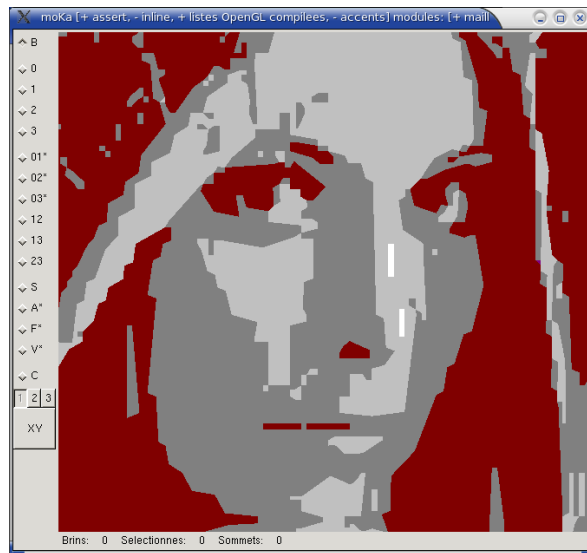 moKa [+ assert, - inline, + listes OpenGL compilees, - accents] modules: [+ maill
B
0
1
2
3
01*
02*
03*
12
13
23
S
A*
F*
V*
C
1 2 3
XY
Brins: 0 Selectionnes: 0 Sommets: 0